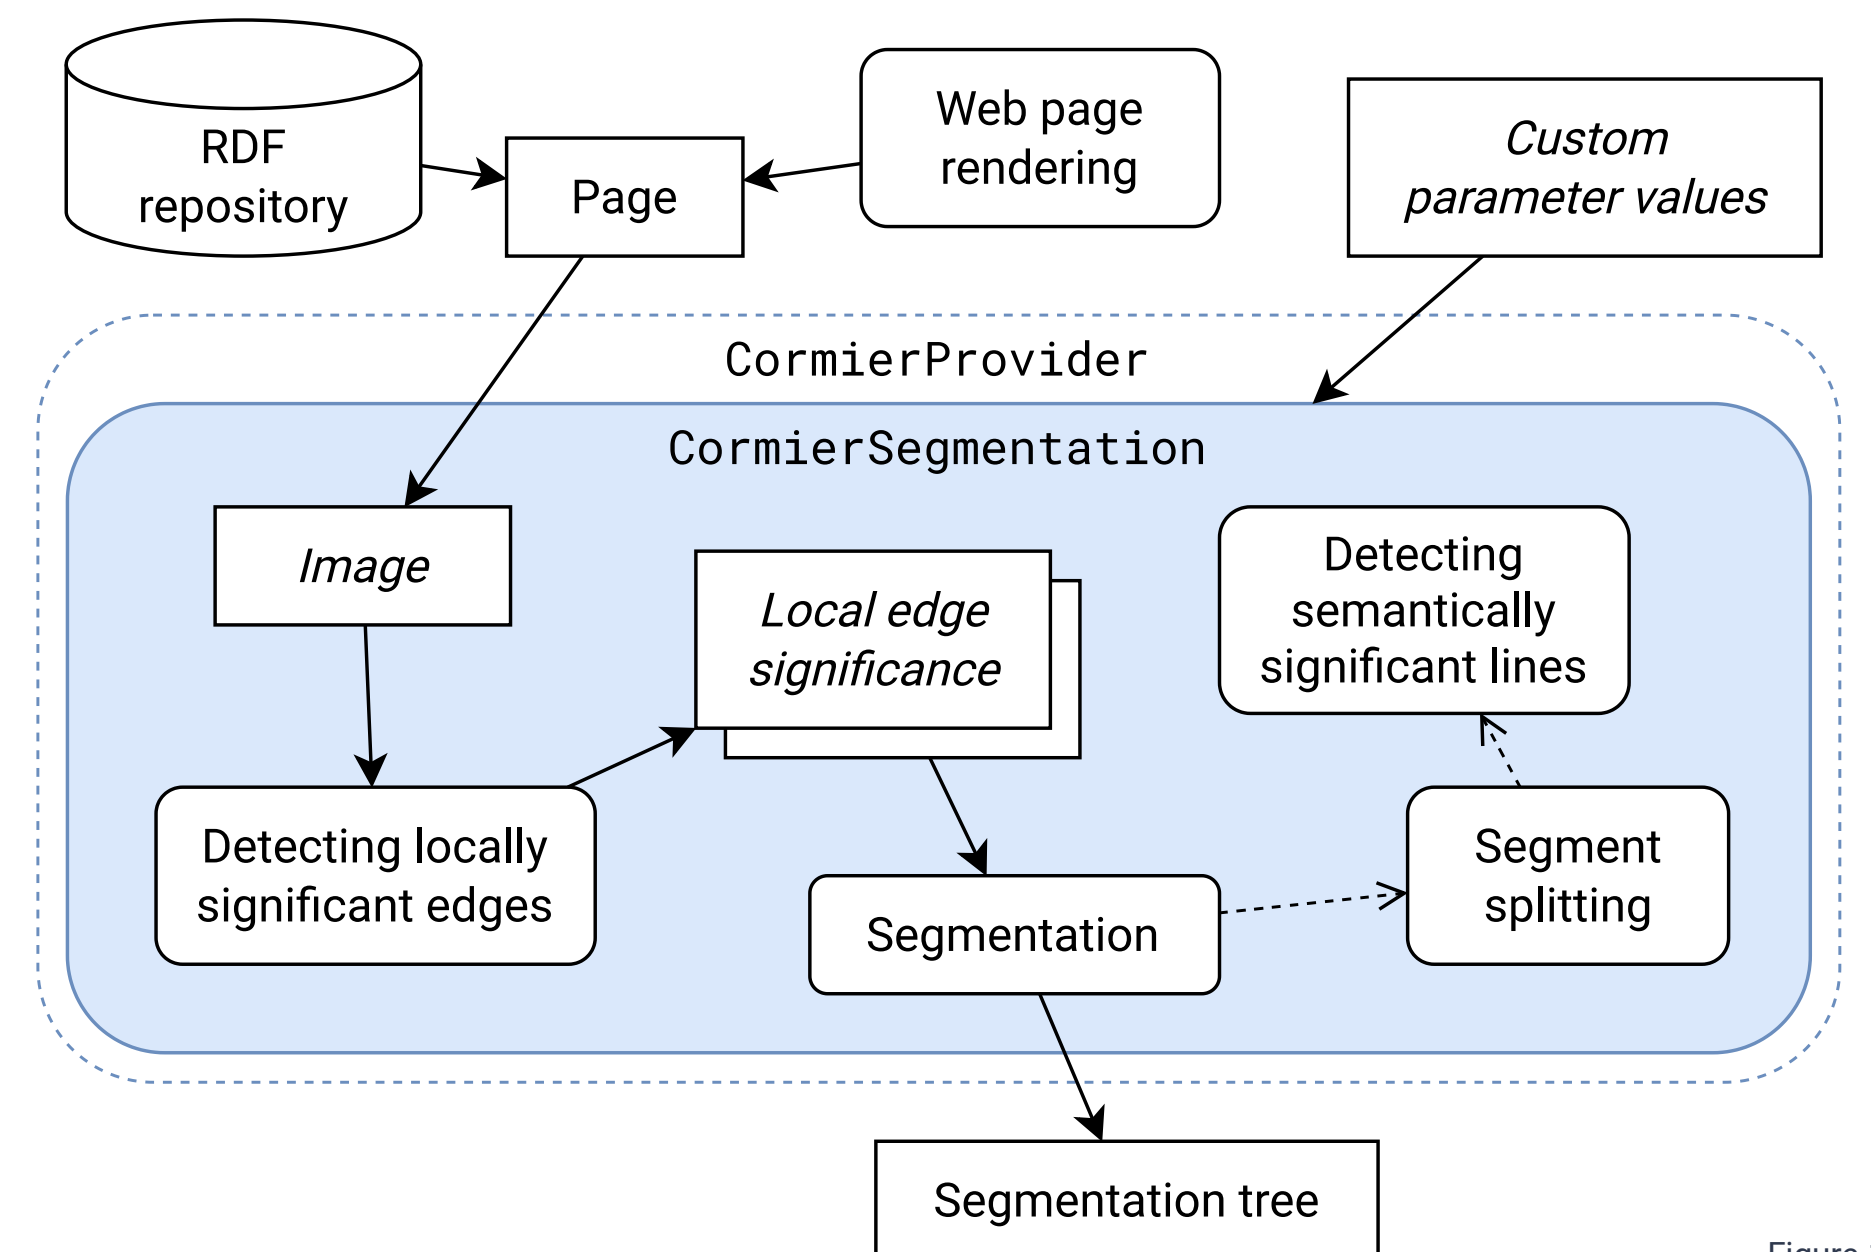 RDF
repository
Page
Web page
rendering
Custom
parameter values
CormierProvider
CormierSegmentation
Image
Local edge
significance
Detecting
semantically
significant lines
Detecting locally
significant edges
Segmentation
Segment
splitting
Segmentation tree
Figure